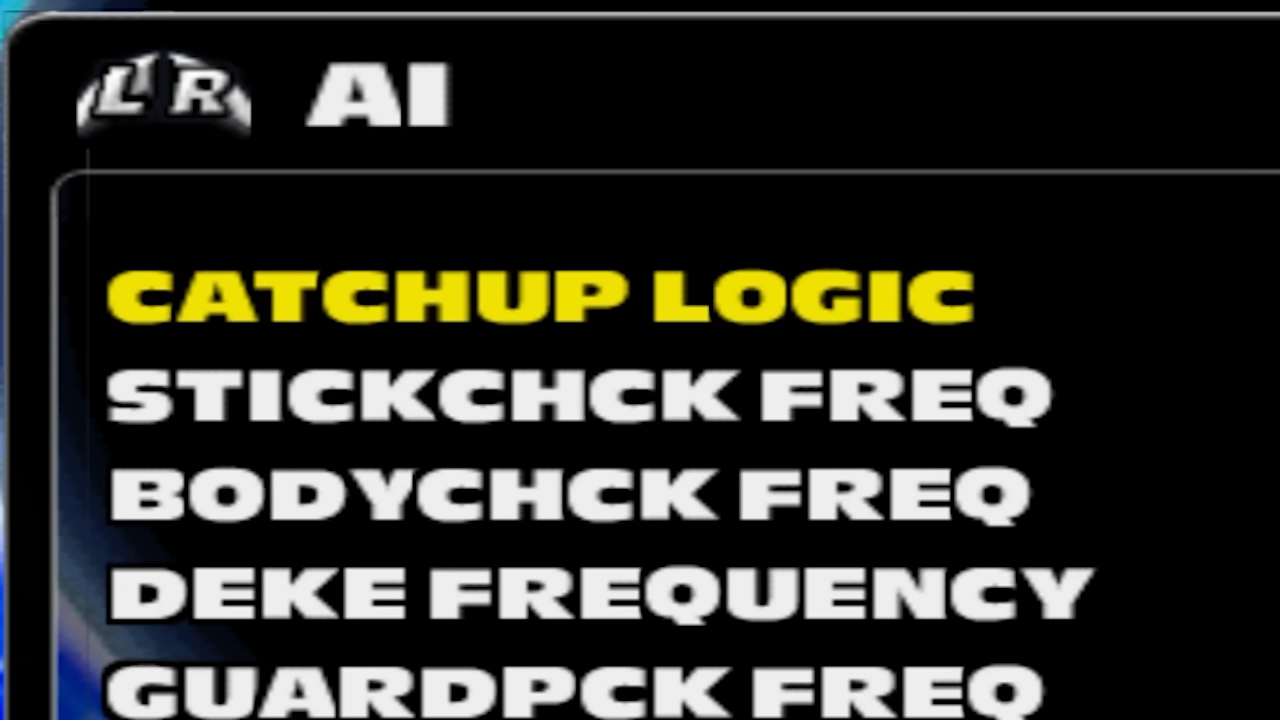 L R AI
CATCHUP LOGIC
STICKCHCK FREQ
BODYCHCK FREQ
DEKE FREQUENCY
GUARDPCK FREQ